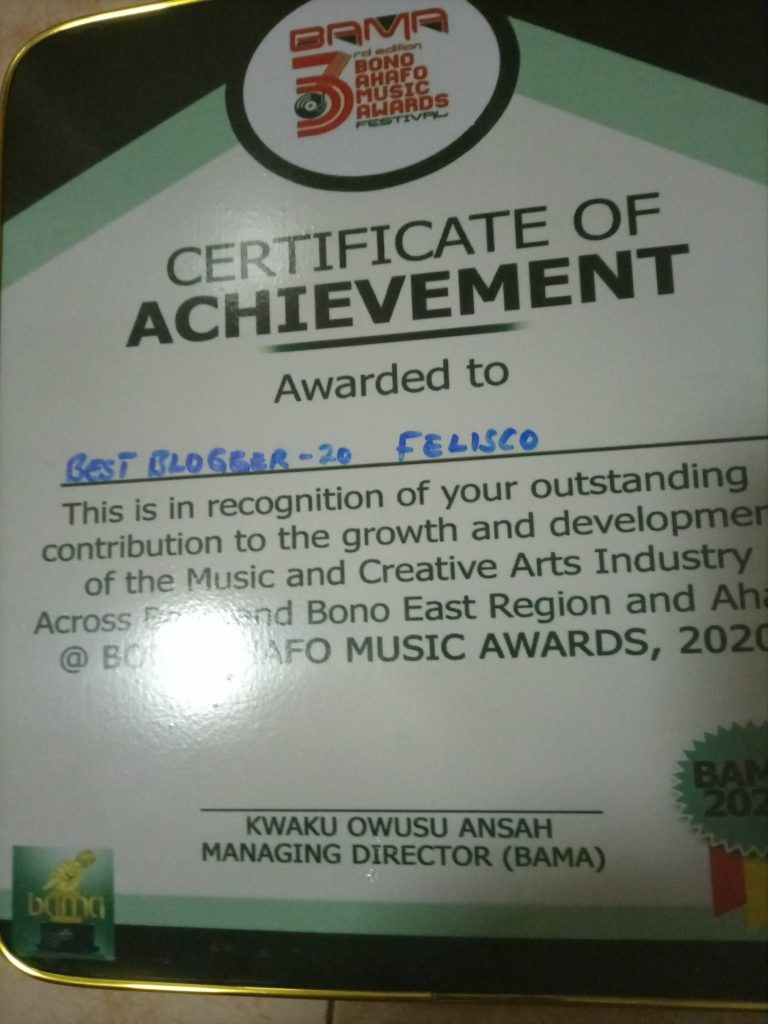 BAMA
3rd edition
BONO
AHAFO
MUSIC
AWARDS
FESTIVAL
CERTIFICATE OF
ACHIEVEMENT
Awarded to
BEST BLOGGER-20 FELISCO
This is in recognition of your outstanding
contribution to the growth and developmen
of the Music and Creative Arts Industry
Across and Bono East Region and Aha
@ MUSIC AWARDS, 2020
KWAKU OWUSU ANSAH
MANAGING DIRECTOR (BAMA)
BAM
202
bama